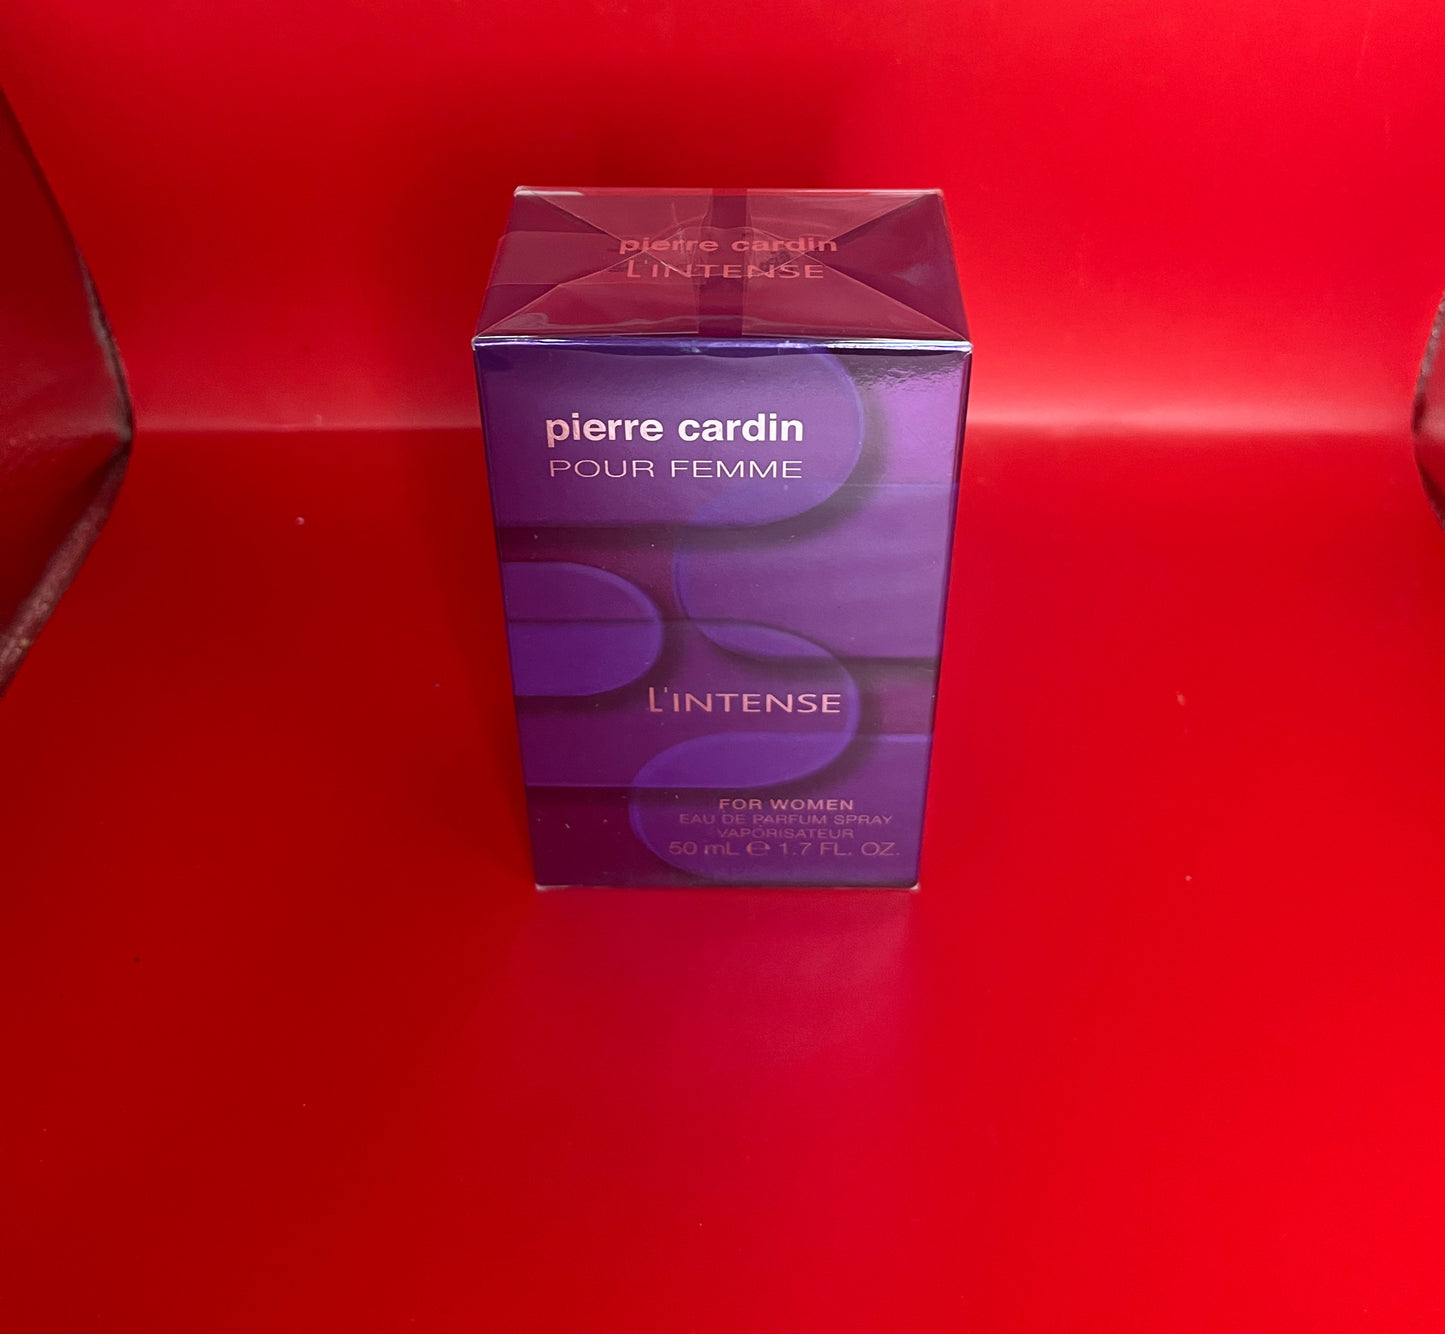 pierre cardin
L'INTENSE
pierre cardin
POUR FEMME
L'INTENSE
FOR WOMEN
EAU DE PARFUM SPRAY
VAPORISATEUR
50 mL ℮ 1.7 FL. OZ.